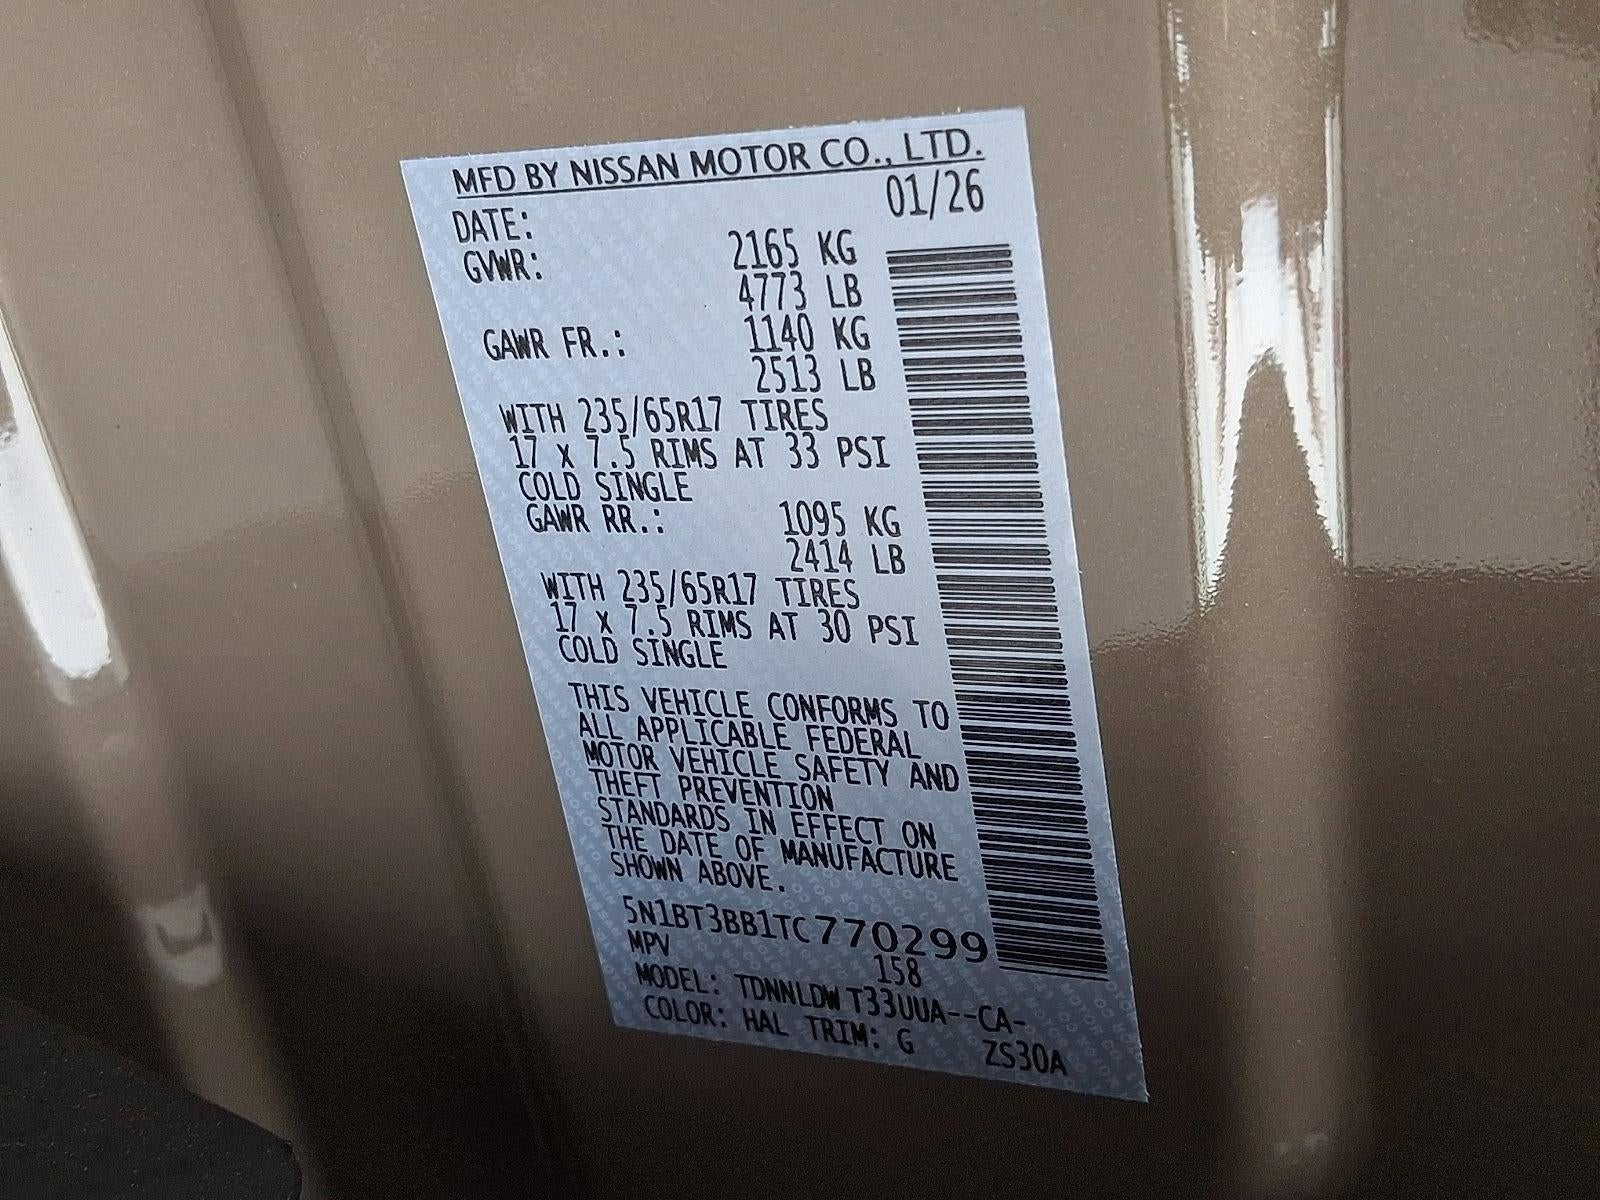 MFD BY NISSAN MOTOR CO., LTD.
DATE: 01/26
GVWR: 2165 KG
4773 LB
GAWR FR.: 1140 KG
2513 LB
WITH 235/65R17 TIRES
17 x 7.5 RIMS AT 33 PSI
COLD SINGLE
GAWR RR.: 1095 KG
2414 LB
WITH 235/65R17 TIRES
17 x 7.5 RIMS AT 30 PSI
COLD SINGLE
THIS VEHICLE CONFORMS TO
ALL APPLICABLE FEDERAL
MOTOR VEHICLE SAFETY AND
THEFT PREVENTION
STANDARDS IN EFFECT ON
THE DATE OF MANUFACTURE
SHOWN ABOVE.
5N1BT3BB1TC770299
MPV 158
MODEL: TDNNLDW T33UUA--CA-
COLOR: HAL TRIM: G ZS30A